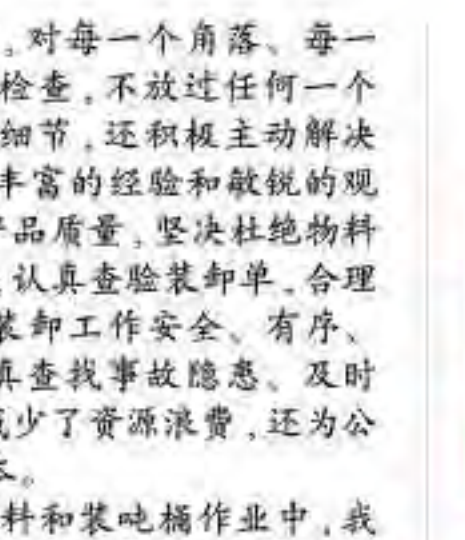 ，对每一个角落、每一
检查，不放过任何一个
细节，还积极主动解决
丰富的经验和敏锐的观
产品质量，坚决杜绝物料
，认真查验装卸单，合理
装卸工作安全、有序、
真查找事故隐患、及时
减少了资源浪费，还为公
本。
料和装吨桶作业中，我